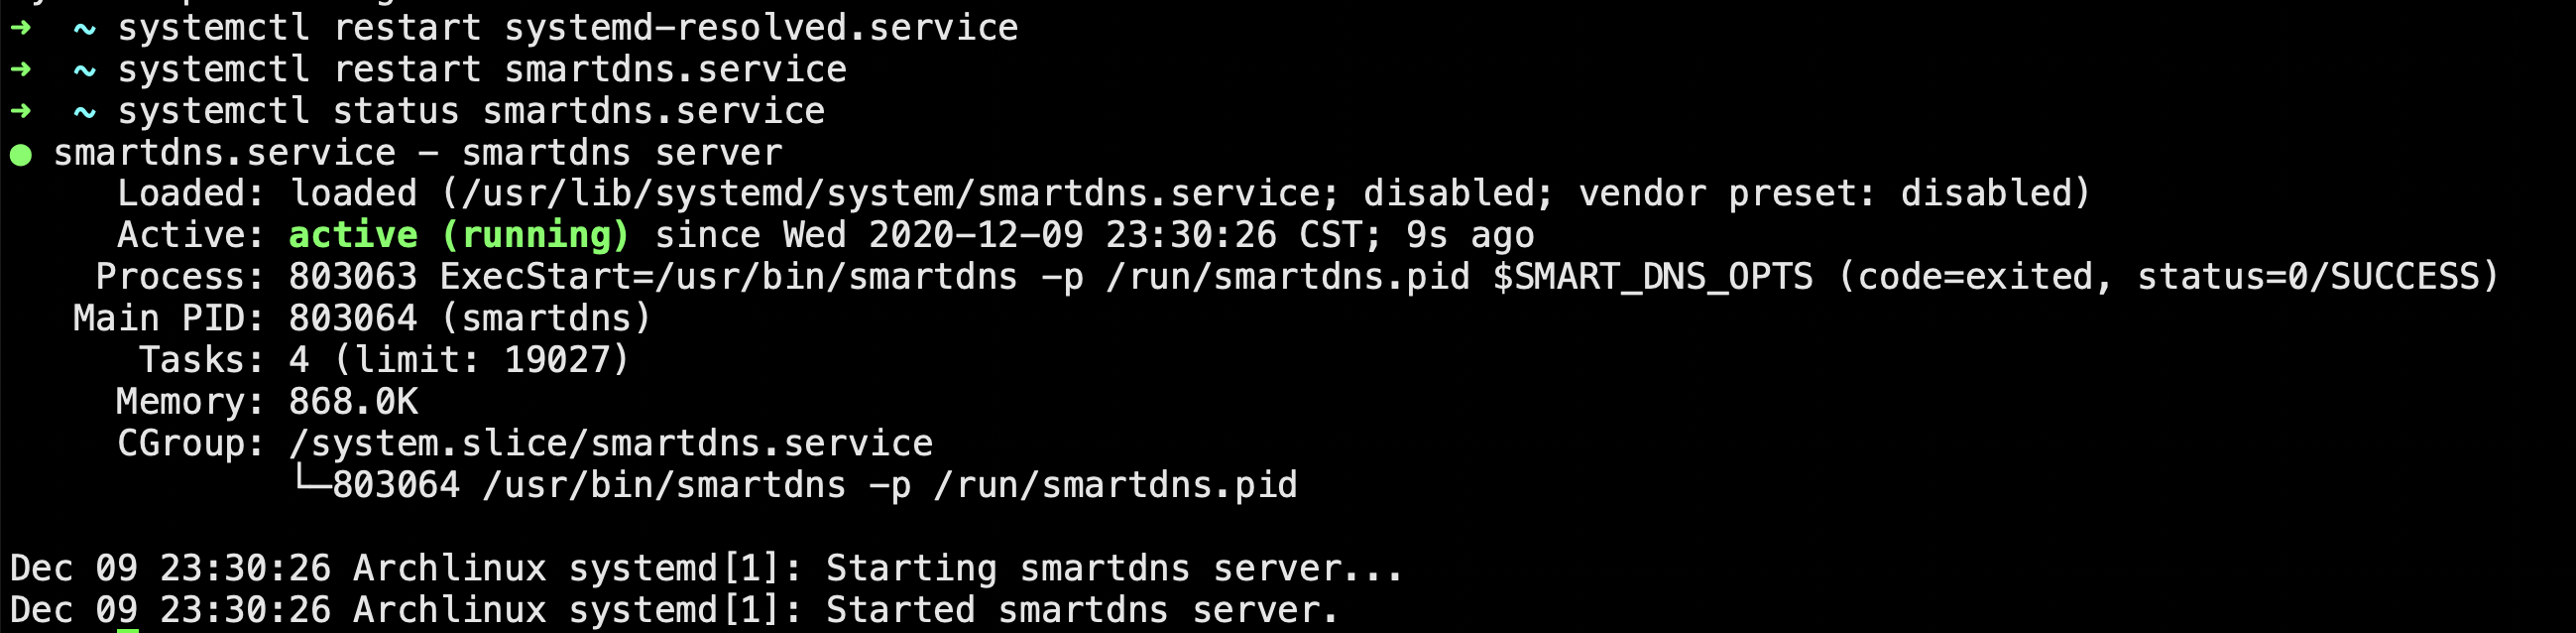 ➜  ~ systemctl restart systemd-resolved.service
➜  ~ systemctl restart smartdns.service
➜  ~ systemctl status smartdns.service
● smartdns.service - smartdns server
     Loaded: loaded (/usr/lib/systemd/system/smartdns.service; disabled; vendor preset: disabled)
     Active: active (running) since Wed 2020-12-09 23:30:26 CST; 9s ago
    Process: 803063 ExecStart=/usr/bin/smartdns -p /run/smartdns.pid $SMART_DNS_OPTS (code=exited, status=0/SUCCESS)
   Main PID: 803064 (smartdns)
      Tasks: 4 (limit: 19027)
     Memory: 868.0K
     CGroup: /system.slice/smartdns.service
             └─803064 /usr/bin/smartdns -p /run/smartdns.pid

Dec 09 23:30:26 Archlinux systemd[1]: Starting smartdns server...
Dec 09 23:30:26 Archlinux systemd[1]: Started smartdns server.